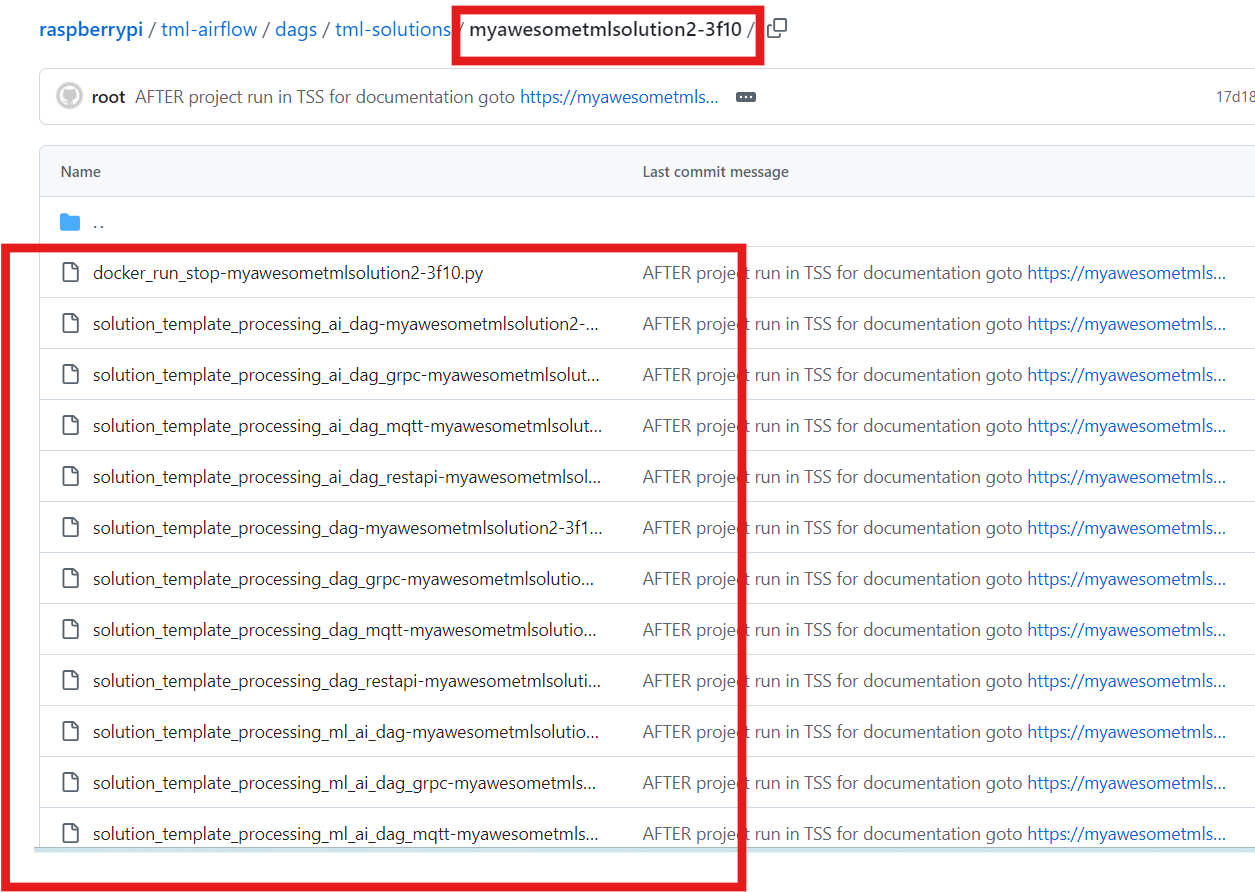 raspberrypi / tml-airflow / dags / tml-solutions / myawesometmlsolution2-3f10 /
root AFTER project run in TSS for documentation goto https://myawesometmls... 17d18
Name Last commit message
..
docker_run_stop-myawesometmlsolution2-3f10.py AFTER project run in TSS for documentation goto https://myawesometmls...
solution_template_processing_ai_dag-myawesometmlsolution2-... AFTER project run in TSS for documentation goto https://myawesometmls...
solution_template_processing_ai_dag_grpc-myawesometmlsolut... AFTER project run in TSS for documentation goto https://myawesometmls...
solution_template_processing_ai_dag_mqtt-myawesometmlsolut... AFTER project run in TSS for documentation goto https://myawesometmls...
solution_template_processing_ai_dag_restapi-myawesometmlsol... AFTER project run in TSS for documentation goto https://myawesometmls...
solution_template_processing_dag-myawesometmlsolution2-3f1... AFTER project run in TSS for documentation goto https://myawesometmls...
solution_template_processing_dag_grpc-myawesometmlsolutio... AFTER project run in TSS for documentation goto https://myawesometmls...
solution_template_processing_dag_mqtt-myawesometmlsolutio... AFTER project run in TSS for documentation goto https://myawesometmls...
solution_template_processing_dag_restapi-myawesometmlsoluti... AFTER project run in TSS for documentation goto https://myawesometmls...
solution_template_processing_ml_ai_dag-myawesometmlsolutio... AFTER project run in TSS for documentation goto https://myawesometmls...
solution_template_processing_ml_ai_dag_grpc-myawesometmls... AFTER project run in TSS for documentation goto https://myawesometmls...
solution_template_processing_ml_ai_dag_mqtt-myawesometmls... AFTER project run in TSS for documentation goto https://myawesometmls...